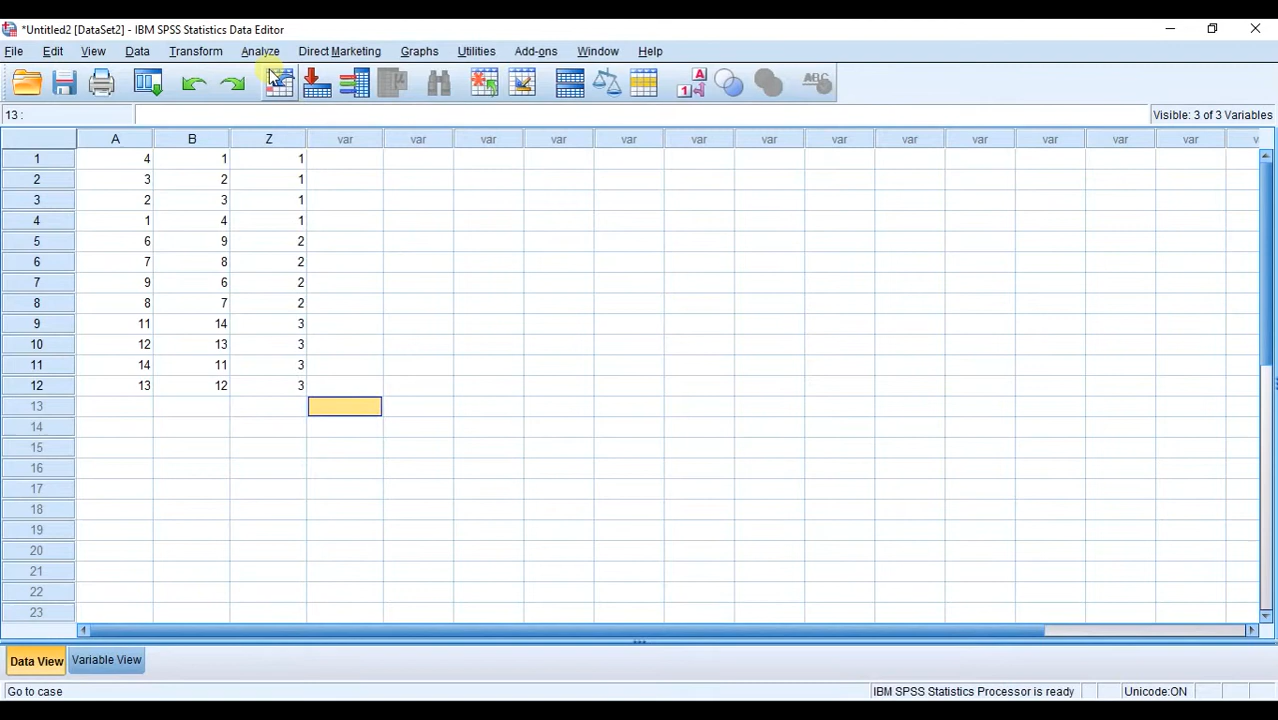 *Untitled2 [DataSet2] - IBM SPSS Statistics Data Editor
File Edit View Data Transform Analyze Direct Marketing Graphs Utilities Add-ons Window Help
A
1
ABC
13 : Visible: 3 of 3 Variables
A B Z var var var var var var var var var var var var
1 4 1 1
2 3 2 1
3 2 3 1
4 1 4 1
5 6 9 2
6 7 8 2
7 9 6 2
8 8 7 2
9 11 14 3
10 12 13 3
11 14 11 3
12 13 12 3
13
14
15
16
17
18
19
20
21
22
23
Data View Variable View
Go to case IBM SPSS Statistics Processor is ready Unicode:ON